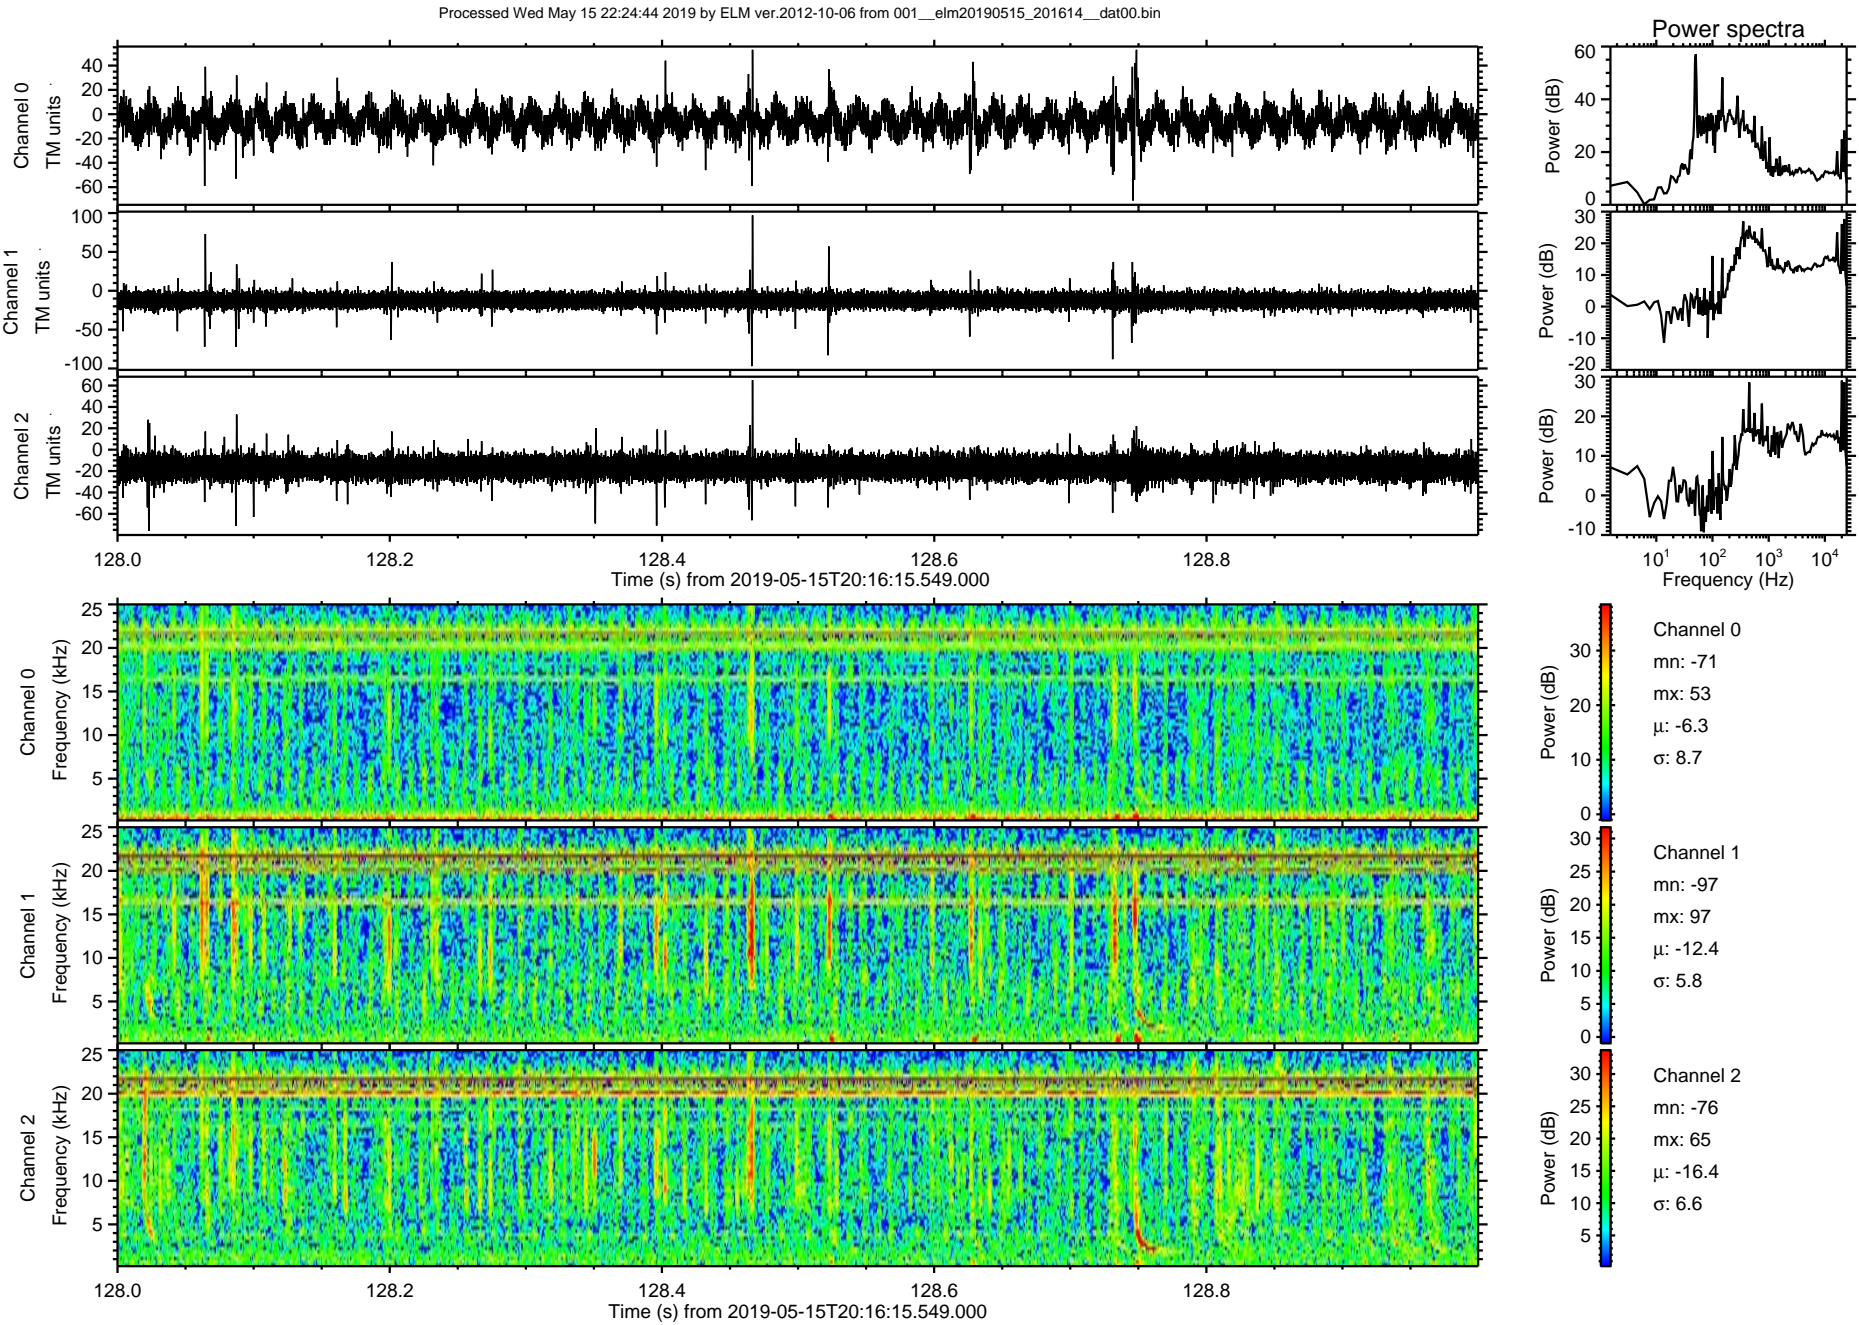 Processed Wed May 15 22:24:44 2019 by ELM ver.2012-10-06 from 001__elm20190515_201614__dat00.bin
Power spectra
Channel 0
TM units
40
20
0
-20
-40
-60
Power (dB)
60
40
20
0
Channel 1
TM units
100
50
0
-50
-100
Power (dB)
30
20
10
0
-10
-20
Channel 2
TM units
60
40
20
0
-20
-40
-60
Power (dB)
30
20
10
0
-10
128.0 128.2 128.4 128.6 128.8
Time (s) from 2019-05-15T20:16:15.549.000
10¹ 10² 10³ 10⁴
Frequency (Hz)
Channel 0
Frequency (kHz)
25
20
15
10
5
Power (dB)
30
20
10
0
Channel 0
mn: -71
mx: 53
µ: -6.3
σ: 8.7
Channel 1
Frequency (kHz)
25
20
15
10
5
Power (dB)
30
25
20
15
10
5
0
Channel 1
mn: -97
mx: 97
µ: -12.4
σ: 5.8
Channel 2
Frequency (kHz)
25
20
15
10
5
Power (dB)
30
25
20
15
10
5
Channel 2
mn: -76
mx: 65
µ: -16.4
σ: 6.6
128.0 128.2 128.4 128.6 128.8
Time (s) from 2019-05-15T20:16:15.549.000